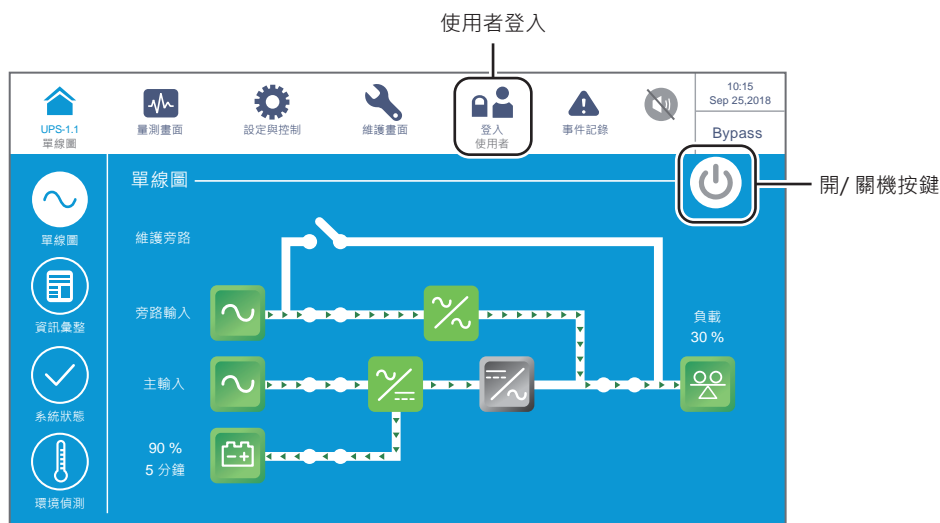 使用者登入
UPS-1.1
單線圖
量測畫面
設定與控制
維護畫面
登入
使用者
事件記錄
10:15
Sep 25,2018
Bypass
開/ 關機按鍵
單線圖
單線圖
資訊彙整
系統狀態
環境偵測
維護旁路
旁路輸入
主輸入
90 %
5 分鐘
負載
30 %